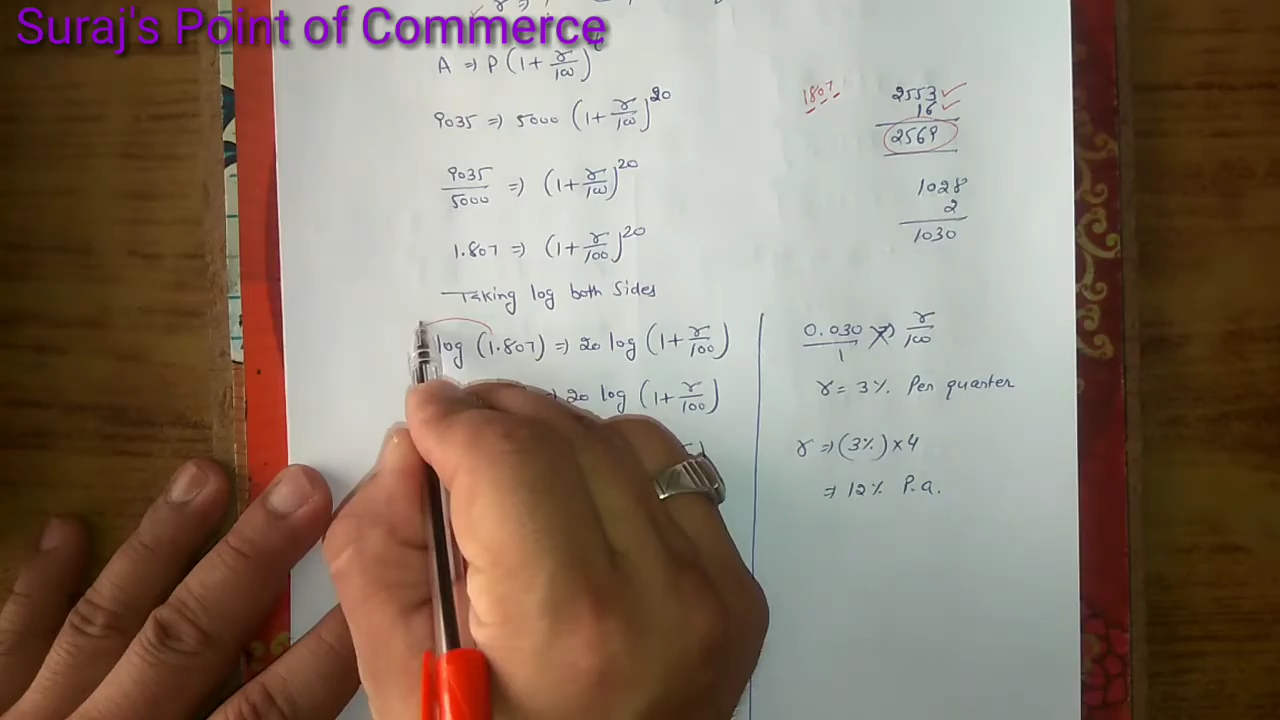 Suraj's Point of Commerce
A ⇒ P(1+r/100)^t
9035 ⇒ 5000 (1+r/100)^20
9035/5000 ⇒ (1+r/100)^20
1.807 ⇒ (1+r/100)^20
Taking log both Sides
log (1.807) ⇒ 20 log (1+r/100)
⇒ 20 log (1+r/100)
1807
2553
16
2569
1028
2
1030
0.030/1 ⇒ r/100
r = 3% Per quarter
r ⇒ (3%) × 4
⇒ 12% P.a.